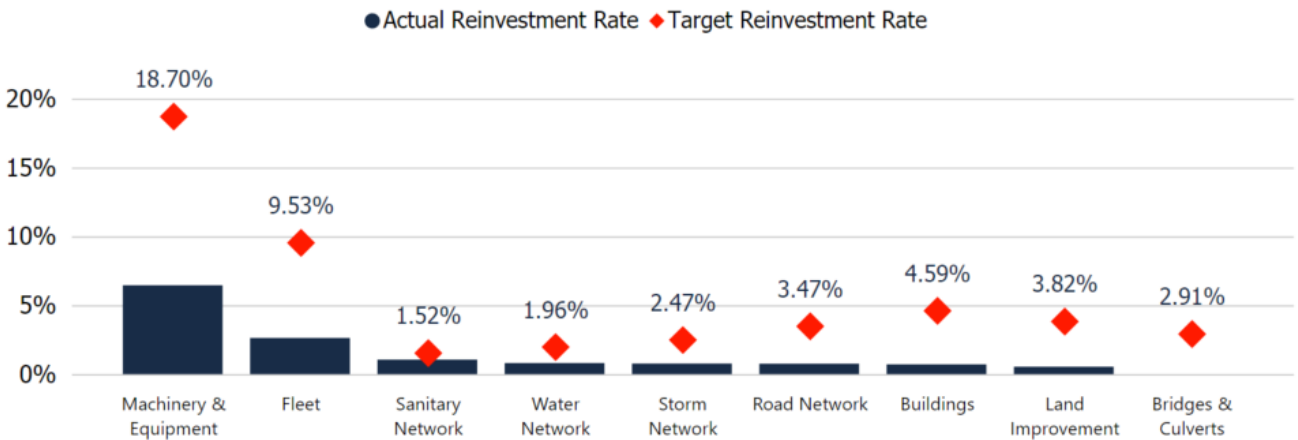 Actual Reinvestment Rate Target Reinvestment Rate
18.70%
20%
15%
9.53%
10%
4.59%
3.82%
3.47%
2.91%
2.47%
1.96%
1.52%
5%
0%
Machinery & Equipment
Fleet
Sanitary Network
Water Network
Storm Network
Road Network
Buildings
Land Improvement
Bridges & Culverts